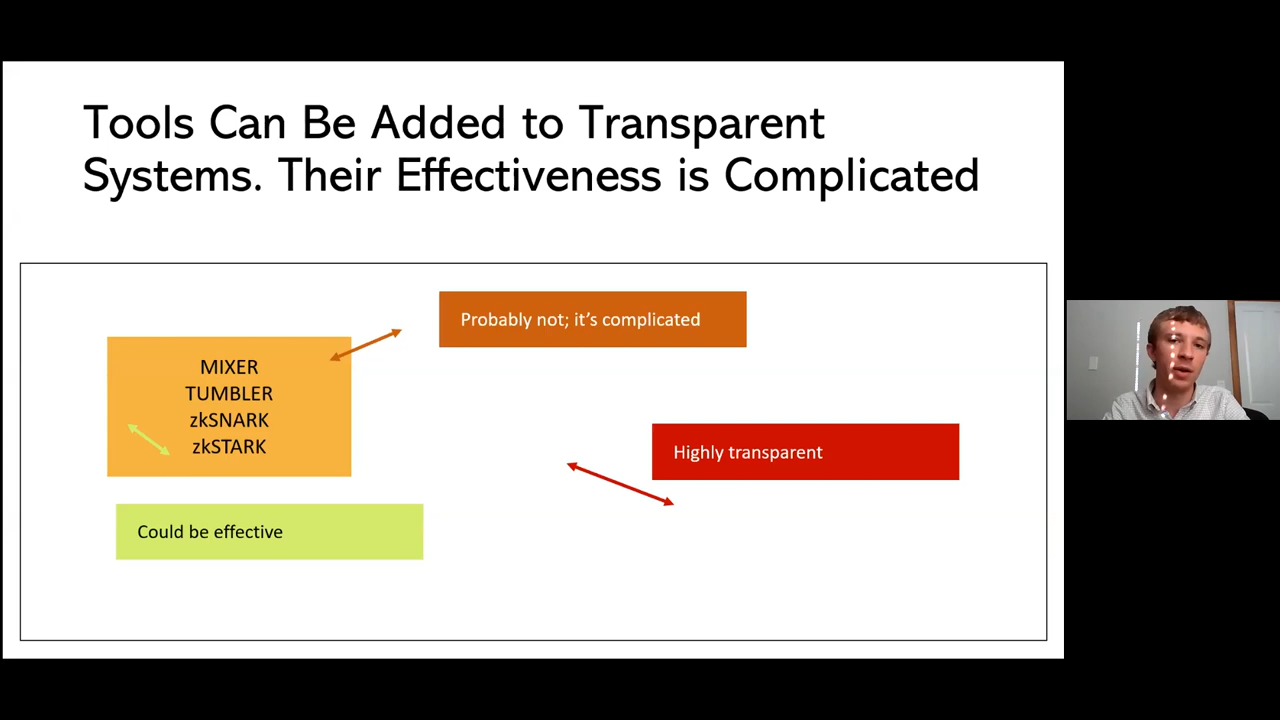 Tools Can Be Added to Transparent
Systems. Their Effectiveness is Complicated
Probably not; it's complicated
MIXER
TUMBLER
zkSNARK
zkSTARK
Highly transparent
Could be effective